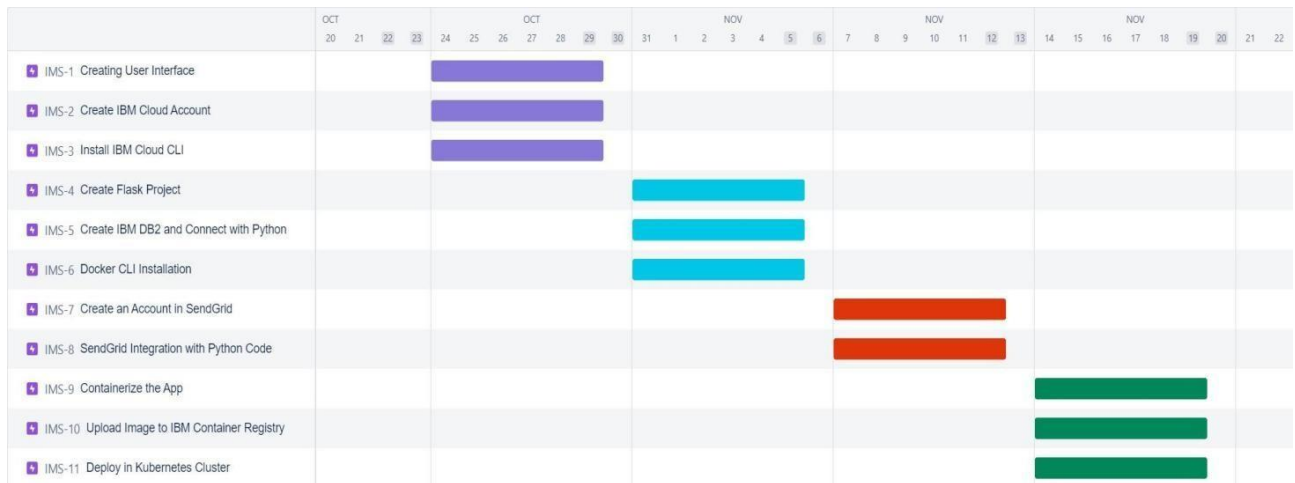 OCT OCT NOV NOV NOV
20 21 22 23 24 25 26 27 28 29 30 31 1 2 3 4 5 6 7 8 9 10 11 12 13 14 15 16 17 18 19 20 21 22
IMS-1 Creating User Interface
IMS-2 Create IBM Cloud Account
IMS-3 Install IBM Cloud CLI
IMS-4 Create Flask Project
IMS-5 Create IBM DB2 and Connect with Python
IMS-6 Docker CLI Installation
IMS-7 Create an Account in SendGrid
IMS-8 SendGrid Integration with Python Code
IMS-9 Containerize the App
IMS-10 Upload Image to IBM Container Registry
IMS-11 Deploy in Kubernetes Cluster